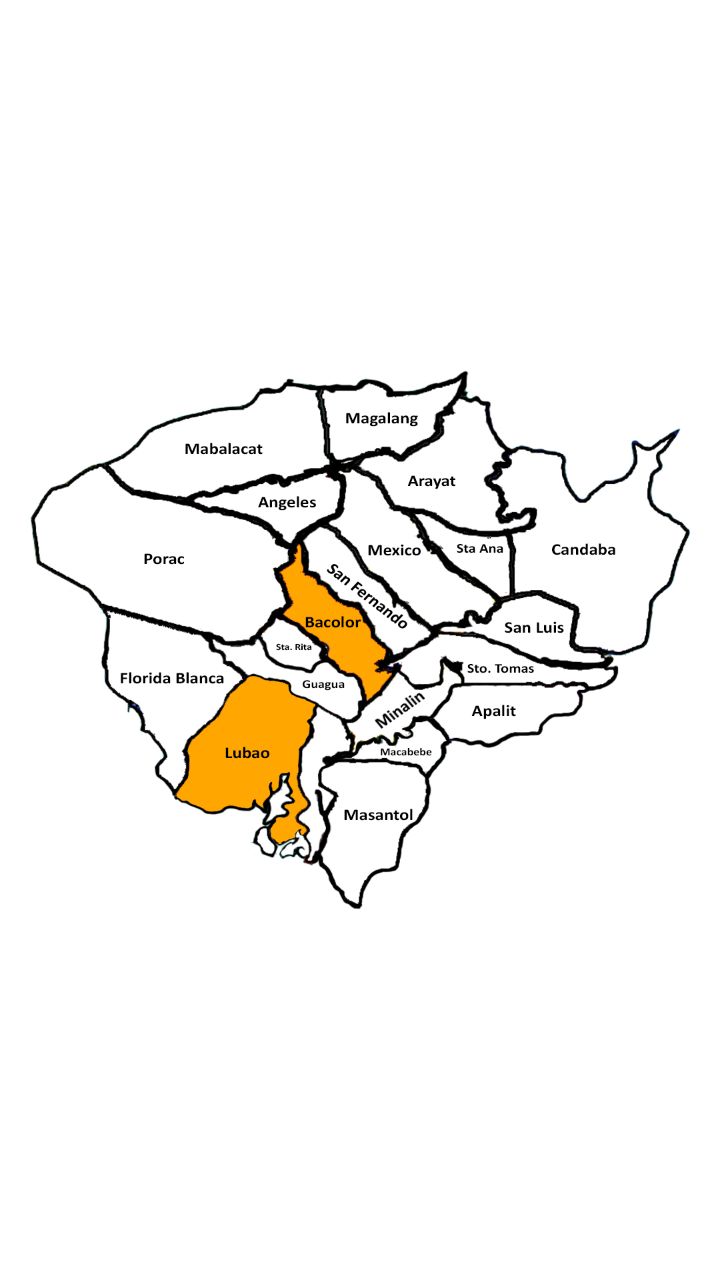 Magalang
Mabalacat
Arayat
Angeles
Mexico
Sta Ana
Candaba
Porac
San Fernando
Bacolor
San Luis
Sta. Rita
Sto. Tomas
Florida Blanca
Guagua
Minalin
Apalit
Lubao
Macabebe
Masantol